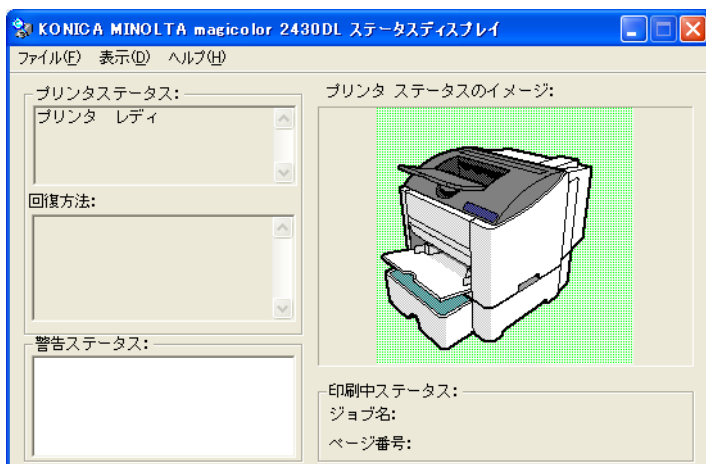 KONICA MINOLTA magicolor 2430DL ステータスディスプレイ
ファイル(F) 表示(D) ヘルプ(H)
プリンタステータス:
プリンタ レディ
回復方法:
警告ステータス:
プリンタ ステータスのイメージ:
印刷中ステータス:
ジョブ名:
ページ番号: